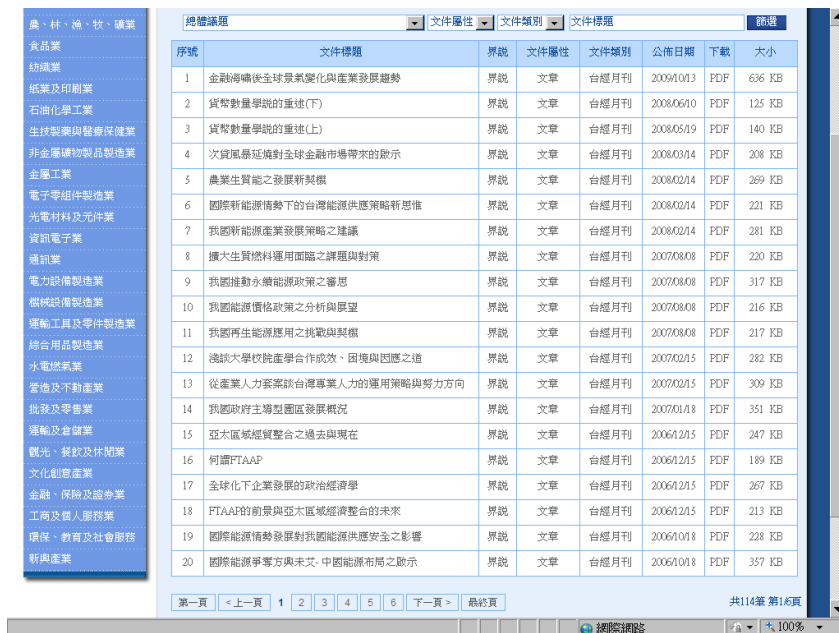 農、林、漁、牧、礦業
食品業
紡織業
紙業及印刷業
石油化學工業
生技製藥與醫療保健業
非金屬礦物製品製造業
金屬工業
電子零組件製造業
光電材料及元件業
資訊電子業
通訊業
電力設備製造業
機械設備製造業
運輸工具及零件製造業
綜合用品製造業
水電燃氣業
營造及不動產業
批發及零售業
運輸及倉儲業
觀光、餐飲及休閒業
文化創意產業
金融、保險及證券業
工商及個人服務業
環保、教育及社會服務
新興產業
總體議題 文件屬性 文件類別 文件標題 篩選
序號 文件標題 界說 文件屬性 文件類別 公佈日期 下載 大小
1 金融海嘯後全球景氣變化與產業發展趨勢 界說 文章 台經月刊 2009/10/13 PDF 636 KB
2 貨幣數量學說的重述(下) 界說 文章 台經月刊 2008/06/10 PDF 125 KB
3 貨幣數量學說的重述(上) 界說 文章 台經月刊 2008/05/19 PDF 140 KB
4 次貸風暴延燒對全球金融市場帶來的啟示 界說 文章 台經月刊 2008/03/14 PDF 208 KB
5 農業生質能之發展新契機 界說 文章 台經月刊 2008/02/14 PDF 269 KB
6 國際新能源情勢下的台灣能源供應策略新思惟 界說 文章 台經月刊 2008/02/14 PDF 221 KB
7 我國新能源產業發展策略之建議 界說 文章 台經月刊 2008/02/14 PDF 281 KB
8 擴大生質燃料運用面臨之課題與對策 界說 文章 台經月刊 2007/08/08 PDF 220 KB
9 我國推動永續能源政策之審思 界說 文章 台經月刊 2007/08/08 PDF 317 KB
10 我國能源價格政策之分析與展望 界說 文章 台經月刊 2007/08/08 PDF 216 KB
11 我國再生能源應用之挑戰與契機 界說 文章 台經月刊 2007/08/08 PDF 217 KB
12 淺談大學校院產學合作成效、困境與因應之道 界說 文章 台經月刊 2007/02/15 PDF 282 KB
13 從產業人力套案談台灣專業人力的運用策略與努力方向 界說 文章 台經月刊 2007/02/15 PDF 309 KB
14 我國政府主導型園區發展概況 界說 文章 台經月刊 2007/01/18 PDF 351 KB
15 亞太區域經貿整合之過去與現在 界說 文章 台經月刊 2006/12/15 PDF 247 KB
16 何謂FTAAP 界說 文章 台經月刊 2006/12/15 PDF 189 KB
17 全球化下企業發展的政治經濟學 界說 文章 台經月刊 2006/12/15 PDF 267 KB
18 FTAAP的前景與亞太區域經濟整合的未來 界說 文章 台經月刊 2006/12/15 PDF 213 KB
19 國際能源情勢發展對我國能源供應安全之影響 界說 文章 台經月刊 2006/10/18 PDF 228 KB
20 國際能源爭奪方興未艾-中國能源布局之啟示 界說 文章 台經月刊 2006/10/18 PDF 357 KB
第一頁 <上一頁 1 2 3 4 5 6 下一頁> 最終頁 共114筆 第1/6頁
網際網路 100%